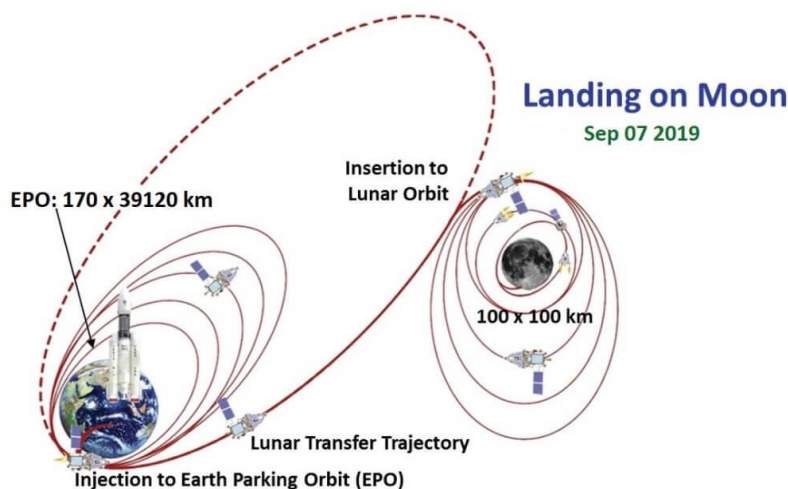 Landing on Moon
Sep 07 2019
Insertion to
Lunar Orbit
EPO: 170 x 39120 km
100 x 100 km
Lunar Transfer Trajectory
Injection to Earth Parking Orbit (EPO)